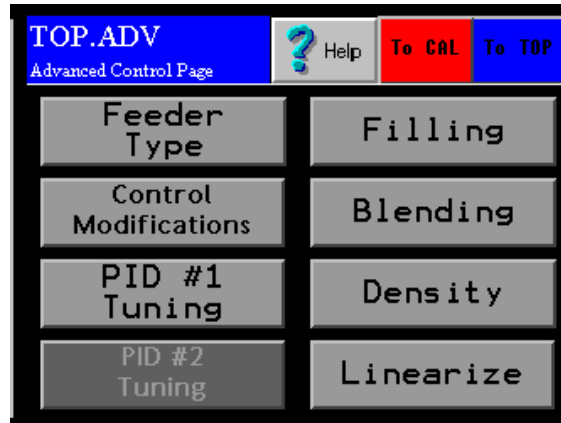 TOP.ADV
Advanced Control Page
? Help
To CAL
To TOP
Feeder
Type
Filling
Control
Modifications
Blending
PID #1
Tuning
Density
PID #2
Tuning
Linearize